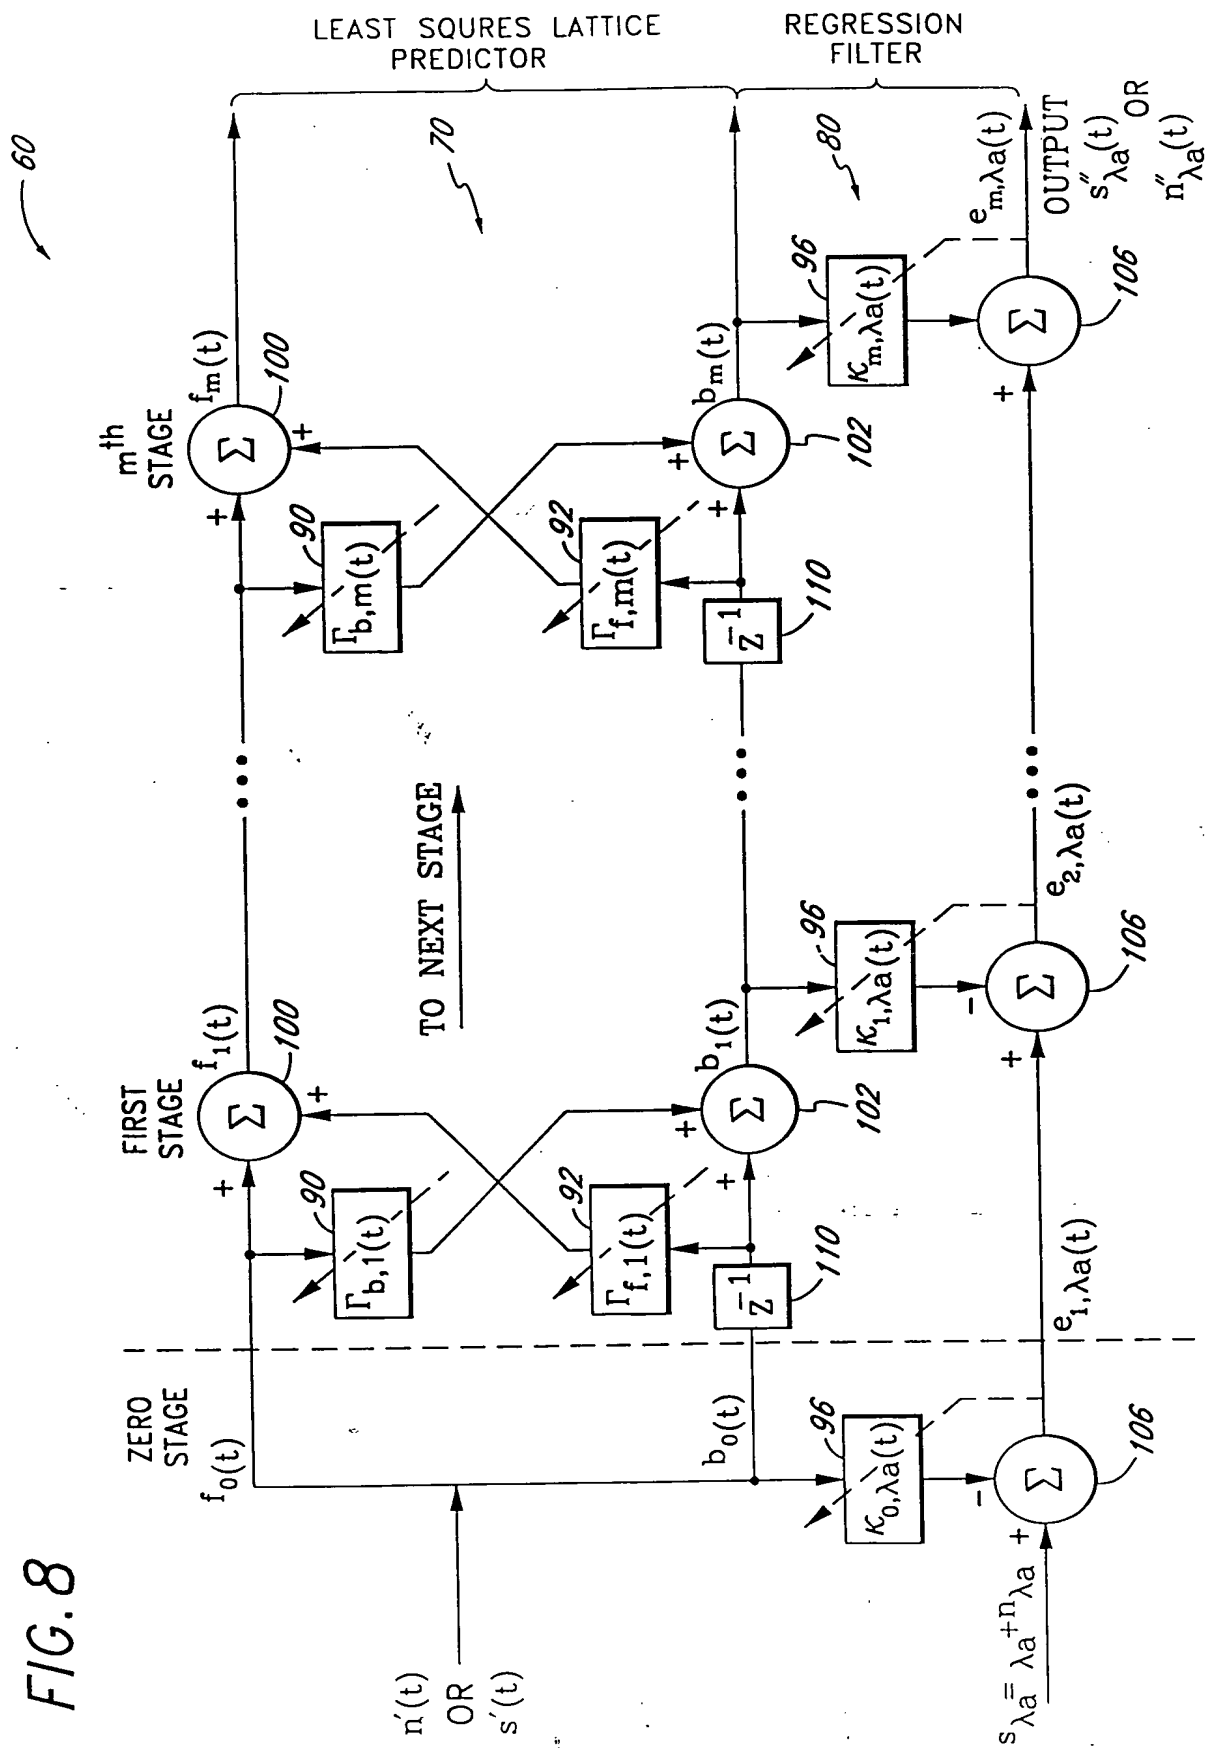 FIG. 8
60
LEAST SQURES LATTICE
PREDICTOR
REGRESSION
FILTER
70
80
ZERO
STAGE
FIRST
STAGE
mth
STAGE
f0(t)
f1(t)
fm(t)
100
100
+
+
+
+
90
Γb,1(t)
90
Γb,m(t)
TO NEXT STAGE
92
Γf,1(t)
92
Γf,m(t)
n'(t)
OR
s'(t)
b0(t)
b1(t)
bm(t)
Z-1
110
Z-1
110
Σ
Σ
Σ
Σ
+
+
+
+
102
102
96
κ0,λa(t)
96
κ1,λa(t)
96
κm,λa(t)
sλa= λa+nλa
+
-
Σ
106
e1,λa(t)
+
-
Σ
106
e2,λa(t)
+
Σ
106
em,λa(t)
OUTPUT
s''λa(t) OR
n''λa(t)